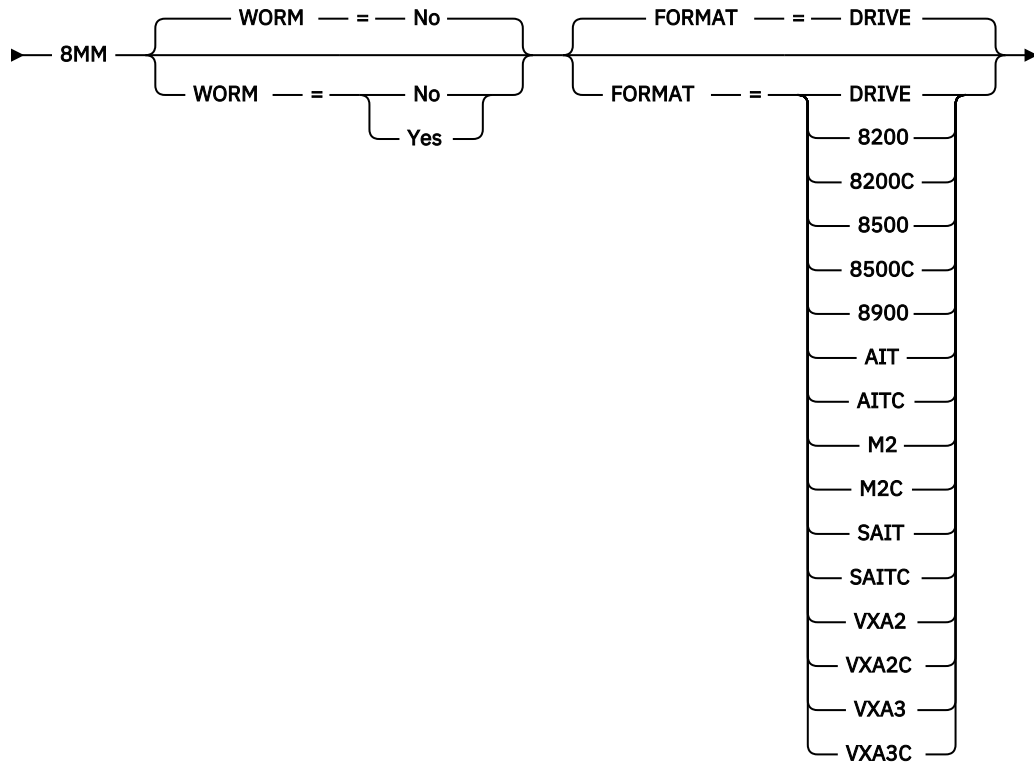 WORM = No FORMAT = DRIVE
8MM
WORM = No FORMAT = DRIVE
Yes 8200
8200C
8500
8500C
8900
AIT
AITC
M2
M2C
SAIT
SAITC
VXA2
VXA2C
VXA3
VXA3C